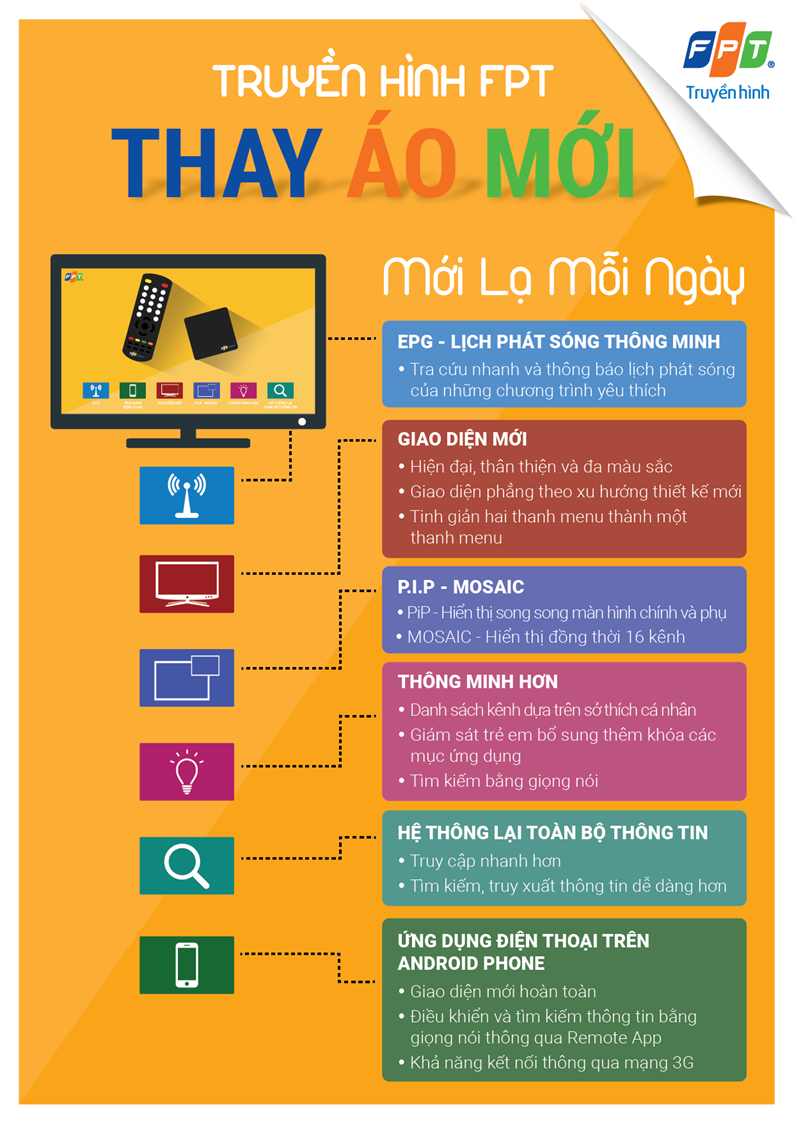 FPT
Truyền hình
TRUYỀN HÌNH FPT
THAY ÁO MỚI
Mới Lạ Mỗi Ngày
FPT
EPG - LỊCH PHÁT SÓNG THÔNG MINH
• Tra cứu nhanh và thông báo lịch phát sóng
của những chương trình yêu thích
GIAO DIỆN MỚI
• Hiện đại, thân thiện và đa màu sắc
• Giao diện phẳng theo xu hướng thiết kế mới
• Tinh giản hai thanh menu thành một
thanh menu
P.I.P - MOSAIC
• PiP - Hiển thị song song màn hình chính và phụ
• MOSAIC - Hiển thị đồng thời 16 kênh
THÔNG MINH HƠN
• Danh sách kênh dựa trên sở thích cá nhân
• Giám sát trẻ em bổ sung thêm khóa các
mục ứng dụng
• Tìm kiếm bằng giọng nói
HỆ THỐNG LẠI TOÀN BỘ THÔNG TIN
• Truy cập nhanh hơn
• Tìm kiếm, truy xuất thông tin dễ dàng hơn
ỨNG DỤNG ĐIỆN THOẠI TRÊN
ANDROID PHONE
• Giao diện mới hoàn toàn
• Điều khiển và tìm kiếm thông tin bằng
giọng nói thông qua Remote App
• Khả năng kết nối thông qua mạng 3G